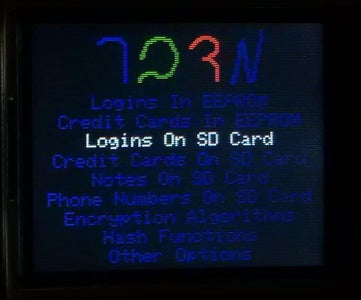 Logins In EEPROM
Credit Cards in EEPROM
Logins On SD Card
Credit Cards On SD Card
Notes On SD Card
Phone Numbers On SD Card
Encryption Algorithms
Hash Functions
Other Options